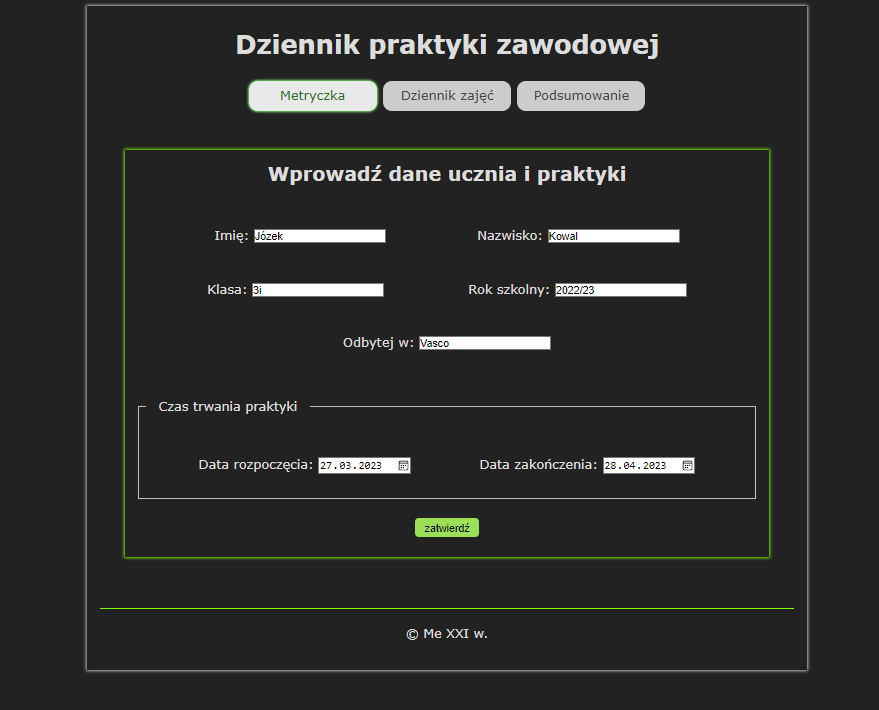 Dziennik praktyki zawodowej
Metryczka Dziennik zajęć Podsumowanie
Wprowadź dane ucznia i praktyki
Imię: Józek Nazwisko: Kowal
Klasa: 3i Rok szkolny: 2022/23
Odbytej w: Vasco
Czas trwania praktyki
Data rozpoczęcia: 27.03.2023 Data zakończenia: 28.04.2023
zatwierdź
© Me XXI w.